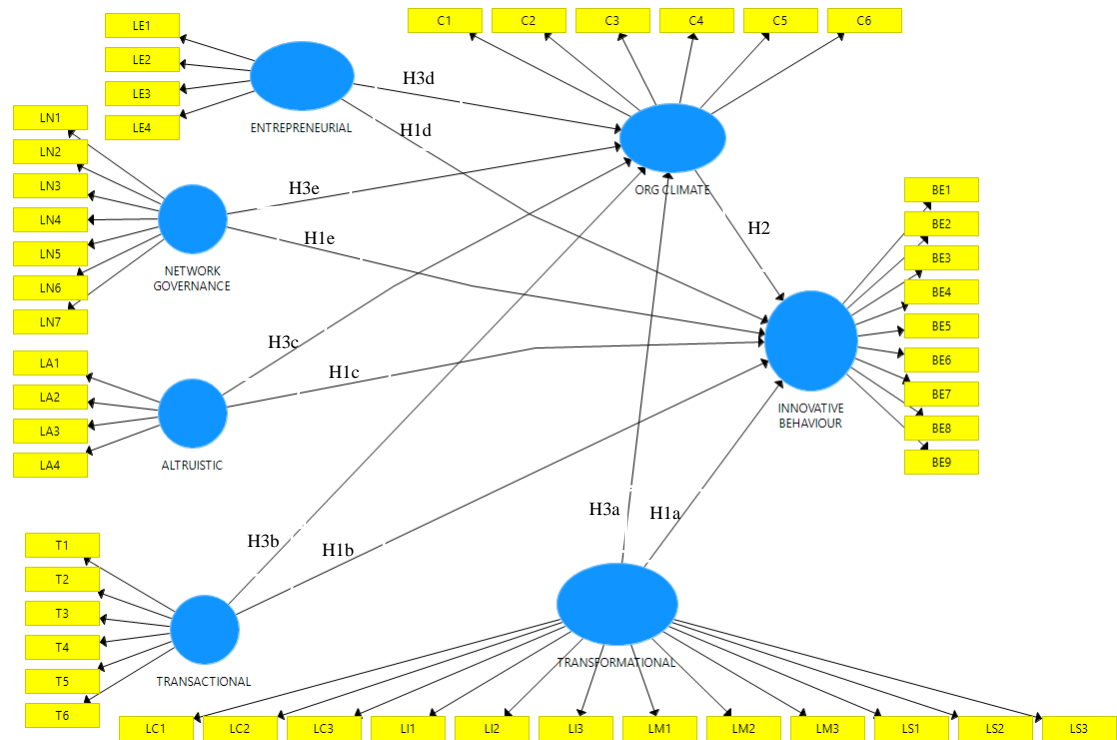 LE1
LE2
LE3
LE4
ENTREPRENEURIAL
C1
C2
C3
C4
C5
C6
H3d
H1d
ORG CLIMATE
LN1
LN2
LN3
LN4
LN5
LN6
LN7
NETWORK
GOVERNANCE
H3e
H1e
H2
BE1
BE2
BE3
BE4
BE5
BE6
BE7
BE8
BE9
INNOVATIVE
BEHAVIOUR
LA1
LA2
LA3
LA4
ALTRUISTIC
H3c
H1c
H3b
H1b
H3a
H1a
T1
T2
T3
T4
T5
T6
TRANSACTIONAL
TRANSFORMATIONAL
LC1
LC2
LC3
LI1
LI2
LI3
LM1
LM2
LM3
LS1
LS2
LS3